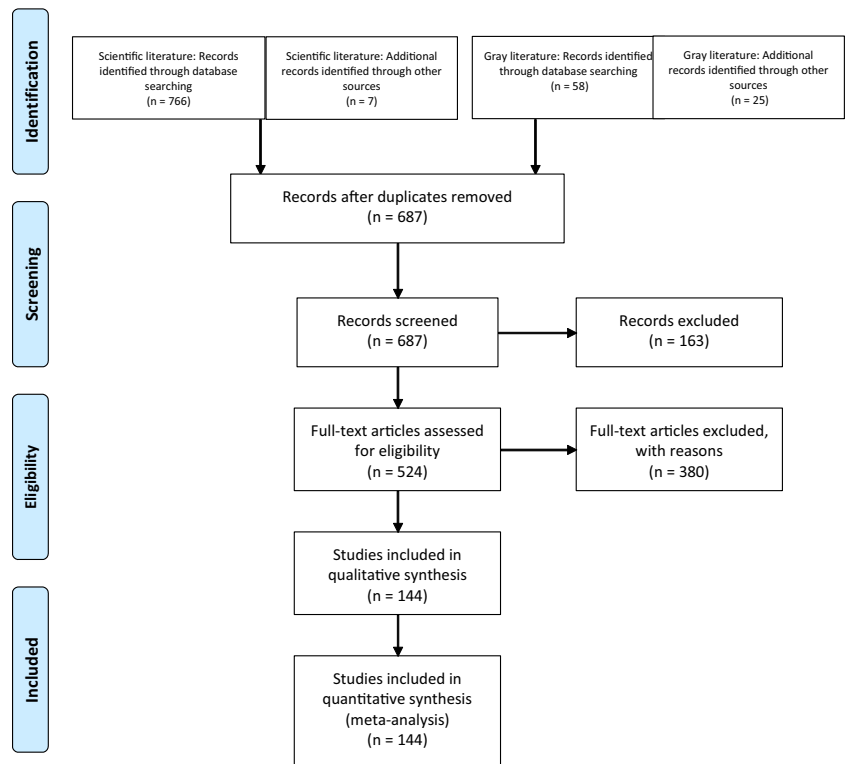 Identification
Scientific literature: Records
identified through database
searching
(n = 766)
Scientific literature: Additional
records identified through other
sources
(n = 7)
Gray literature: Records identified
through database searching
(n = 58)
Gray literature: Additional
records identified through other
sources
(n = 25)
Records after duplicates removed
(n = 687)
Screening
Records screened
(n = 687)
Records excluded
(n = 163)
Eligibility
Full-text articles assessed
for eligibility
(n = 524)
Full-text articles excluded,
with reasons
(n = 380)
Studies included in
qualitative synthesis
(n = 144)
Included
Studies included in
quantitative synthesis
(meta-analysis)
(n = 144)